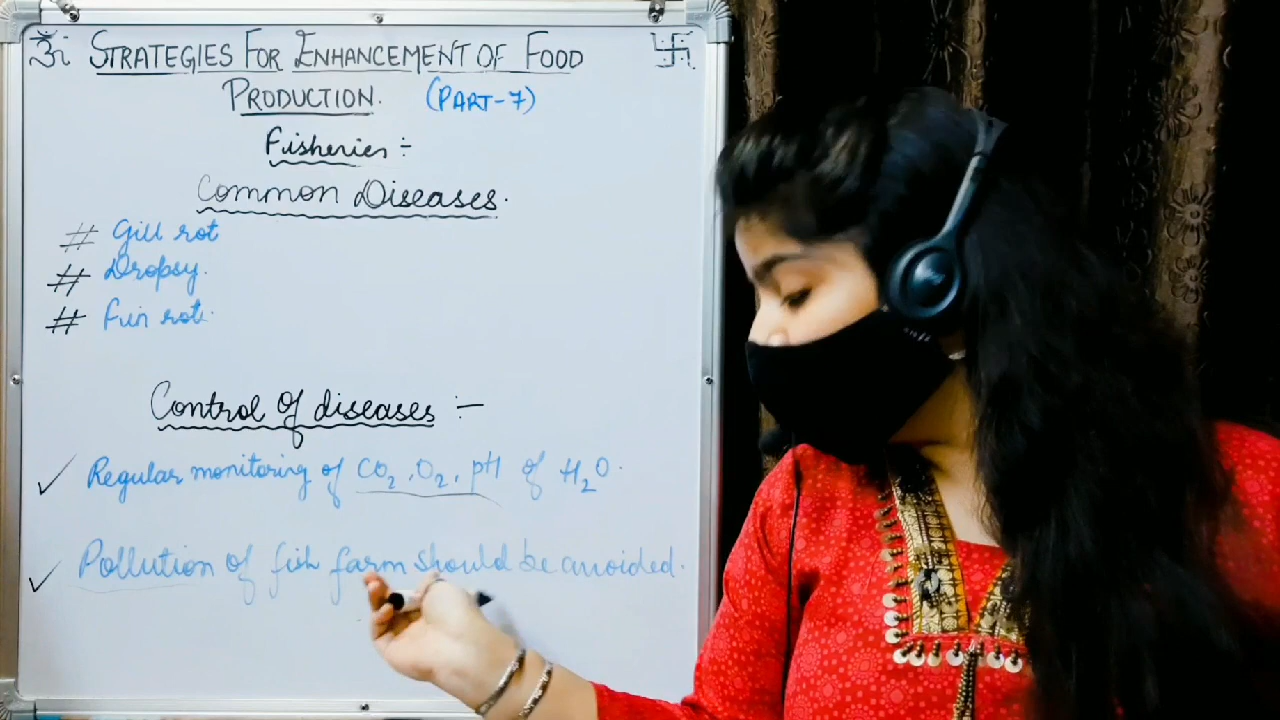 ॐ STRATEGIES FOR ENHANCEMENT OF FOOD 卐
PRODUCTION. (PART-7)
Fisheries :-
Common Diseases.
# Gill rot
# Dropsy.
# Fin rot.
Control of diseases :-
✓ Regular monitoring of CO₂, O₂, pH of H₂O.
✓ Pollution of fish farm should be avoided.